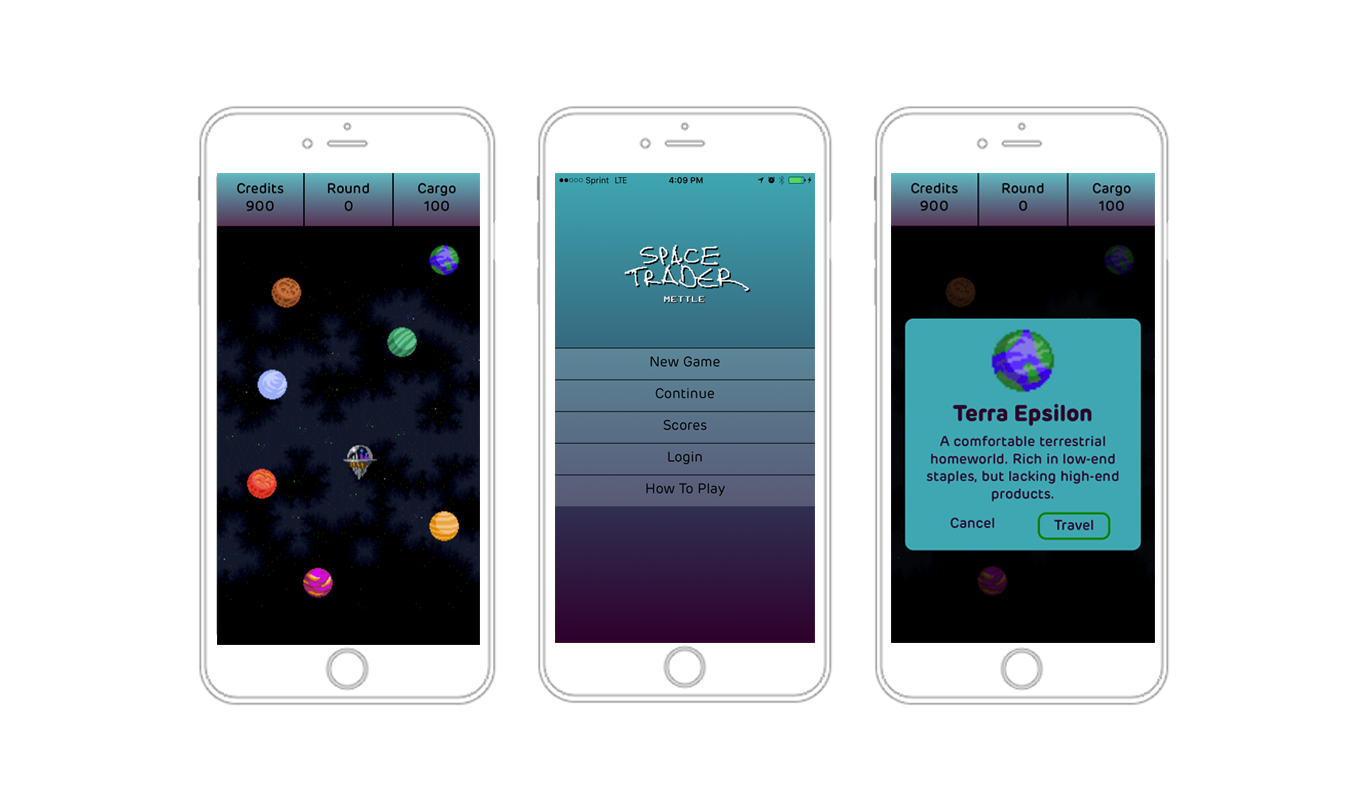 Credits Round Cargo
900 0 100
Sprint LTE 4:09 PM
SPACE
TRADER
METTLE
New Game
Continue
Scores
Login
How To Play
Credits Round Cargo
900 0 100
Terra Epsilon
A comfortable terrestrial
homeworld. Rich in low-end
staples, but lacking high-end
products.
Cancel Travel